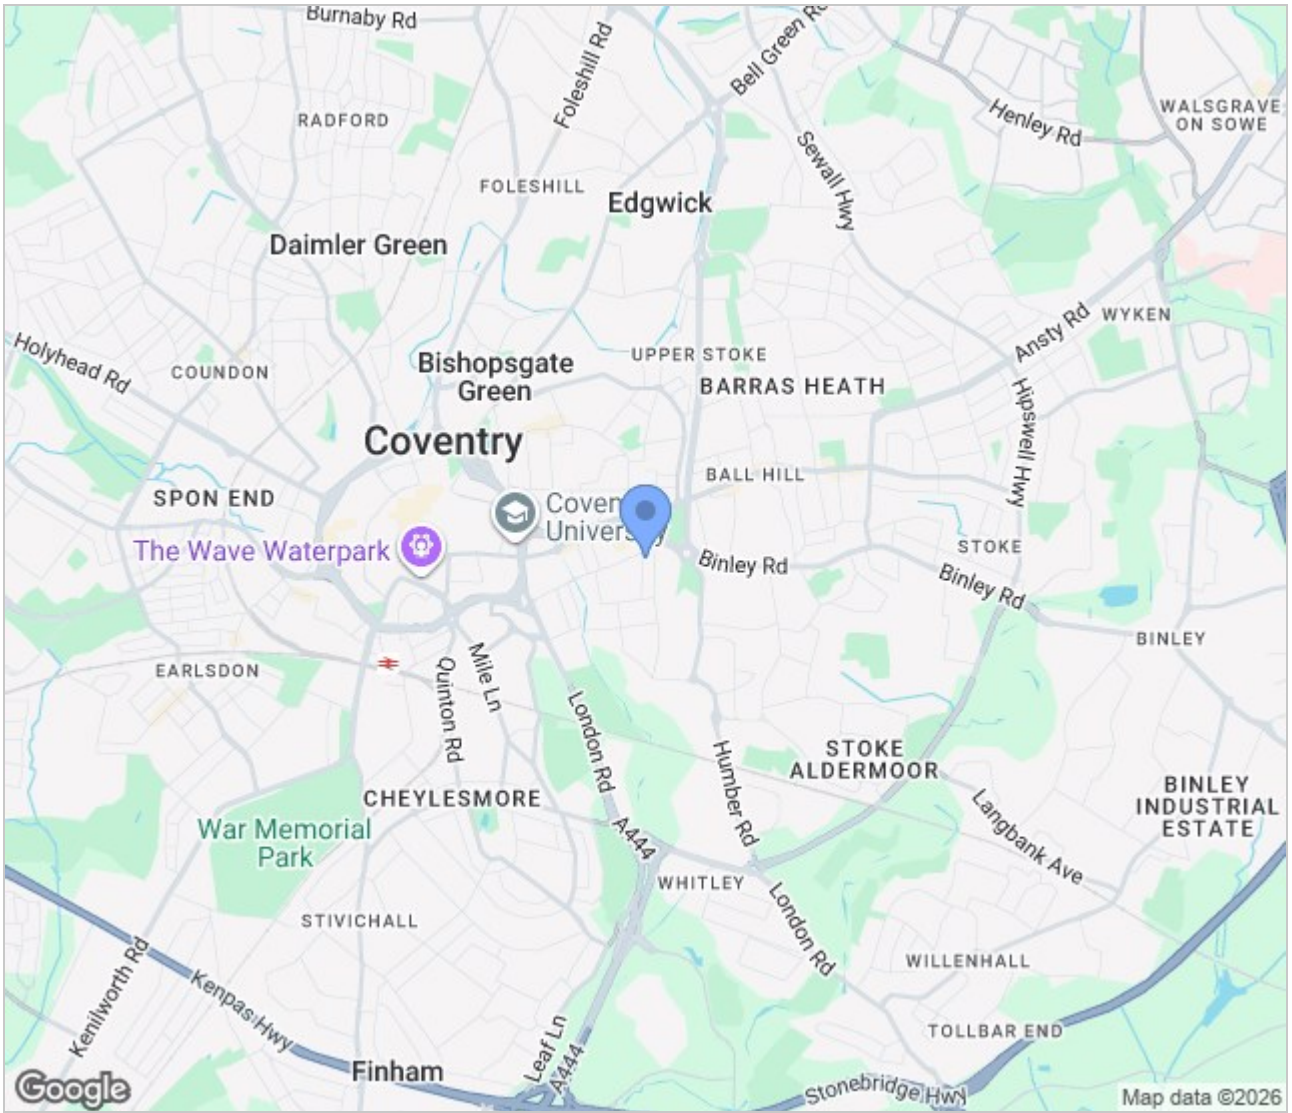 Burnaby Rd
Foleshill Rd
Bell Green Rd
RADFORD
Henley Rd
WALSGRAVE
ON SOWE
Sewall Hwy
FOLESHILL
Edgwick
Daimler Green
Holyhead Rd
COUNDON
Bishopsgate
Green
UPPER STOKE
BARRAS HEATH
Ansty Rd
WYKEN
Hipswell Hwy
Coventry
BALL HILL
SPON END
The Wave Waterpark
Coven
University
Binley Rd
STOKE
Binley Rd
BINLEY
EARLSDON
Mile Ln
Quinton Rd
London Rd
Humber Rd
STOKE
ALDERMOOR
CHEYLESMORE
War Memorial
Park
A444
Langbank Ave
BINLEY
INDUSTRIAL
ESTATE
WHITLEY
London Rd
STIVICHALL
WILLENHALL
Kenilworth Rd
Kenpas Hwy
TOLLBAR END
Leaf Ln
A444
Finham
Stonebridge Hwy
Google
Map data ©2026